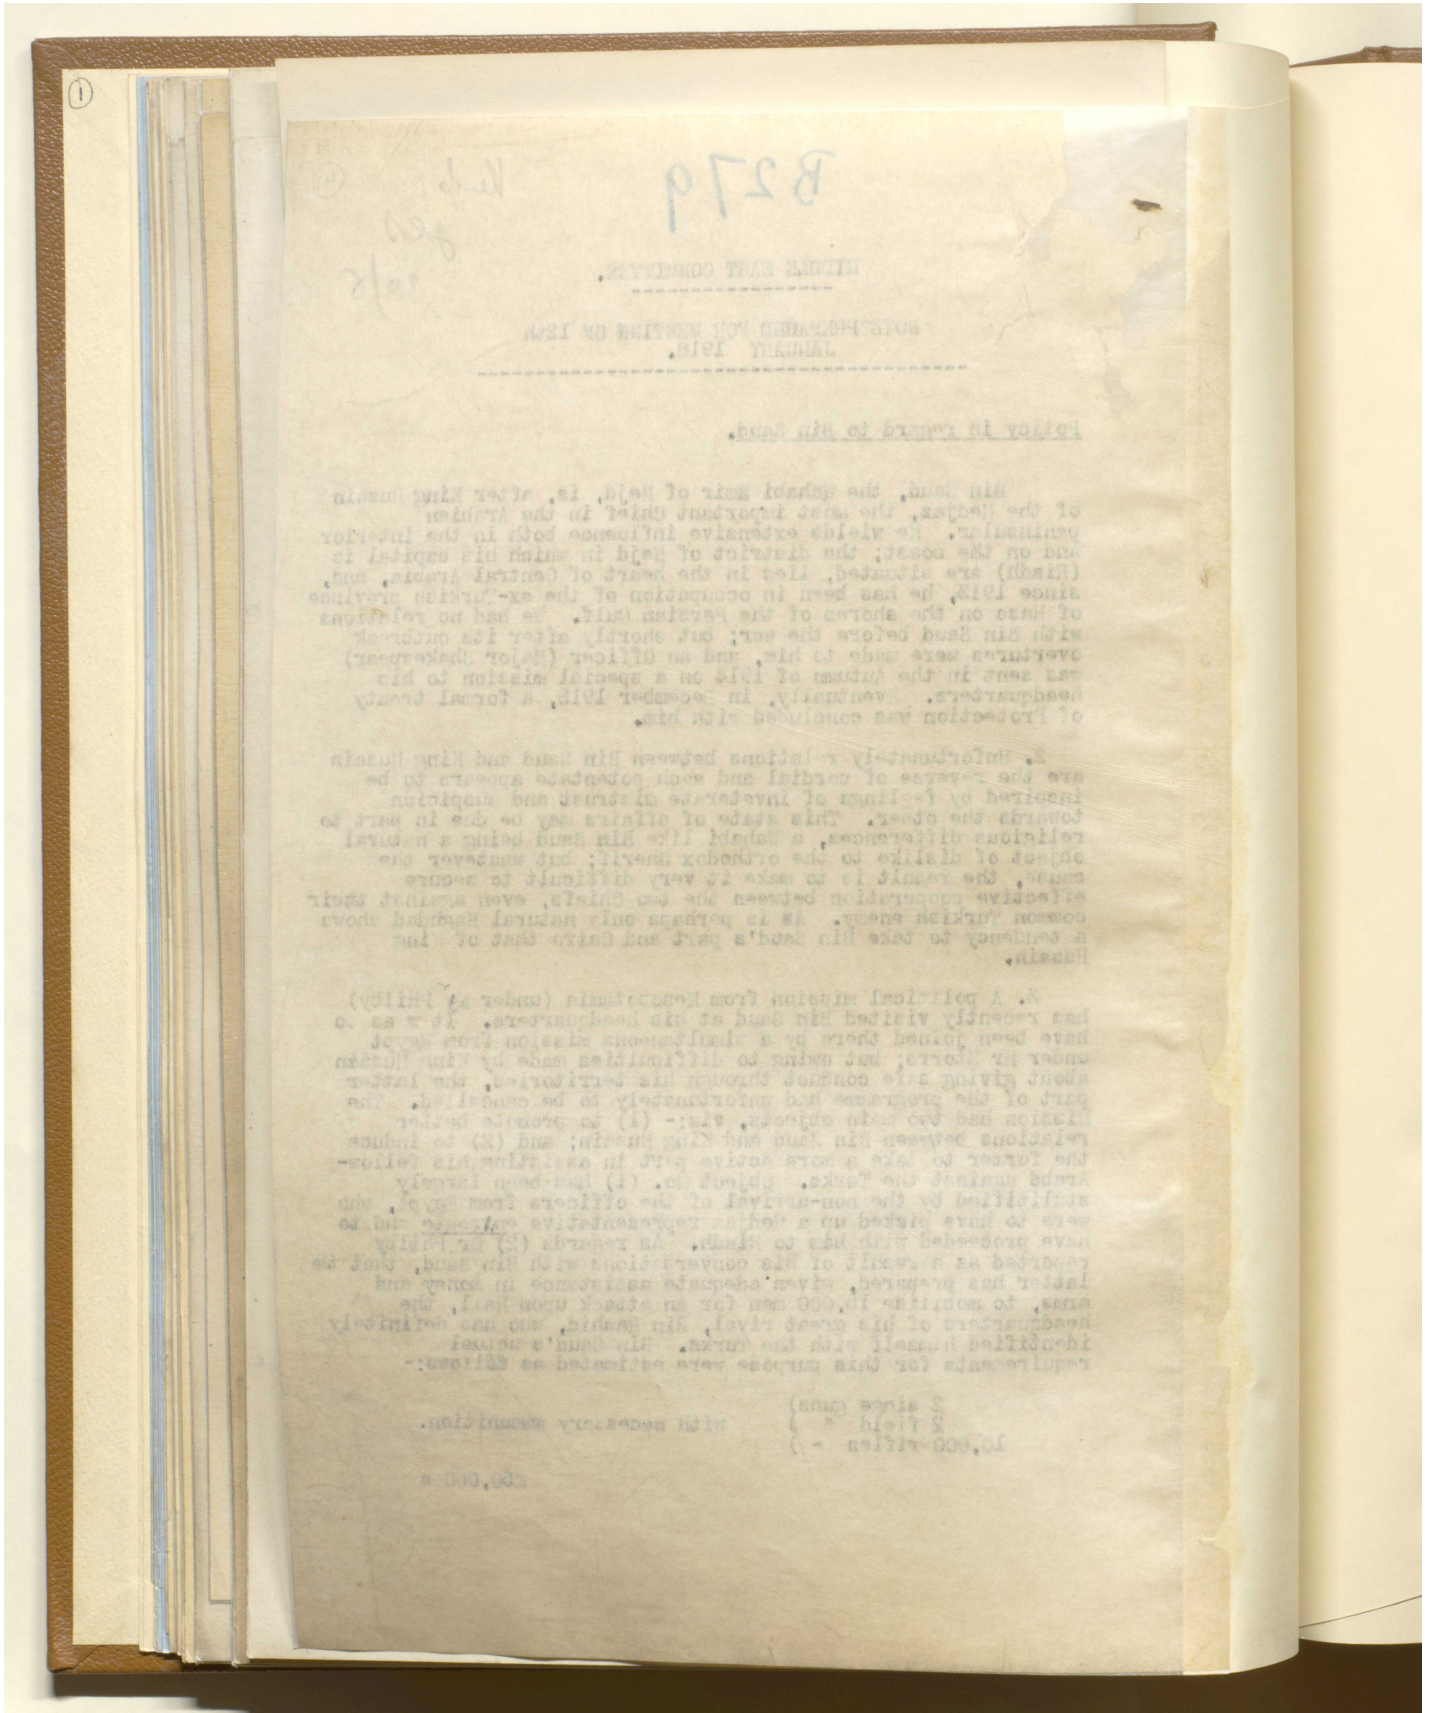 1
B279
MIDDLE EAST COMMITTEE.
NOTE PREPARED FOR MEETING OF 12th
JANUARY 1918.
Policy in regard to Bin Saud.
Bin Saud, the Wahabi Emir of Nejd, is, after King Husain
of the Hedjaz, the most important Chief in the Arabian
peninsular. He wields extensive influence both in the interior
and on the coast; the district of Nejd in which his capital is
(Riadh) are situated, lies in the heart of Central Arabia, and,
since 1913, he has been in occupation of the ex-Turkish province
of Hasa on the shores of the Persian Gulf. We had no relations
with Bin Saud before the war; but shortly after its outbreak
overtures were made to him, and an Officer (Major Shakespear)
was sent in the Autumn of 1914 on a special mission to his
headquarters. Eventually, in December 1915, a formal treaty
of Protection was concluded with him.
2. Unfortunately relations between Bin Saud and King Husain
are the reverse of cordial and each potentate appears to be
inspired by feelings of inveterate mistrust and suspicion
towards the other. This state of affairs may be due in part to
religious differences, a Wahabi like Bin Saud being a natural
object of dislike to the orthodox Sherif; but whatever the
cause, the result is to make it very difficult to secure
effective cooperation between the two Chiefs, even against their
common Turkish enemy. As is perhaps only natural Baghdad shows
a tendency to take Bin Saud's part and Cairo that of King
Husain.
3. A political mission from Mesopotamia (under Mr Philby)
has recently visited Bin Saud at his headquarters. It was to
have been joined there by a simultaneous mission from Egypt
under Mr Storrs; but owing to difficulties made by King Husain
about giving safe conduct through his territories, the latter
part of the programme had unfortunately to be cancelled. The
Mission had two main objects, viz:- (1) to promote better
relations between Bin Saud and King Husain; and (2) to induce
the former to take a more active part in assisting his fellow-
Arabs against the Turks. Object No. (1) has been largely
stultified by the non-arrival of the officers from Egypt, who
were to have picked up a Hedjaz representative en route and to
have proceeded with him to Riadh. As regards (2) Mr Philby
reported as a result of his conversations with Bin Saud, that the
latter has prepared, given adequate assistance in money and
arms, to mobilise 10,000 men for an attack upon Hail, the
headquarters of his great rival, Bin Rashid, who has definitely
identified himself with the Turks. Bin Saud's actual
requirements for this purpose were estimated as follows:-
2 siege guns)
2 field " ) with necessary ammunition.
10,000 rifles - )
£50,000 a